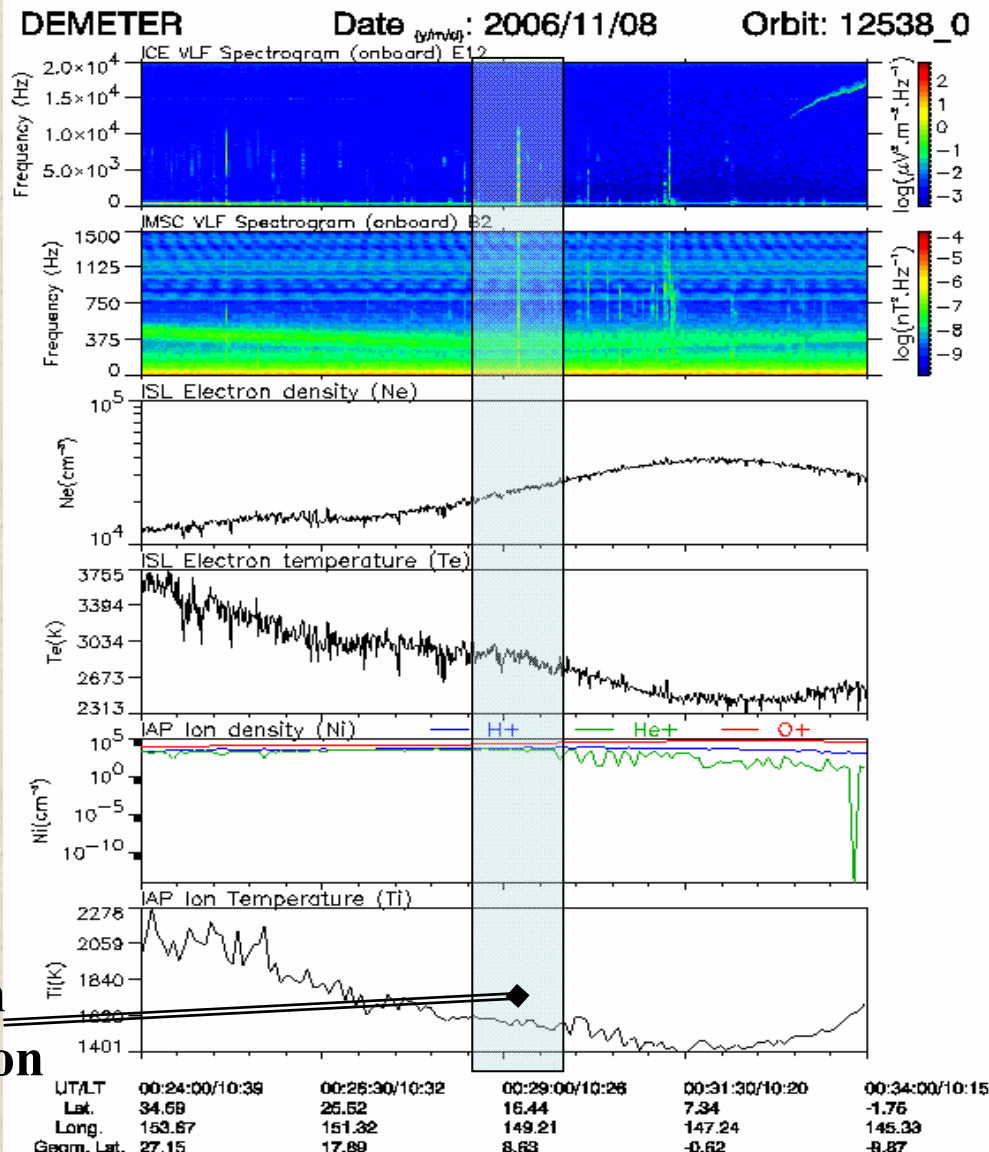 DEMETER Date (y/m/d): 2006/11/08 Orbit: 12538_0
ICE VLF Spectrogram (onboard) E12
Frequency (Hz)
2.0×10⁴
1.5×10⁴
1.0×10⁴
5.0×10³
0
2
1
0
−1
−2
−3
log(μV².m⁻².Hz⁻¹)
IMSC VLF Spectrogram (onboard) B2
Frequency (Hz)
1500
1125
750
375
0
−4
−5
−6
−7
−8
−9
log(nT².Hz⁻¹)
ISL Electron density (Ne)
Ne(cm⁻³)
10⁵
10⁴
ISL Electron temperature (Te)
Te(K)
3755
3394
3034
2673
2313
IAP Ion density (Ni) H+ He+ O+
Ni(cm⁻³)
10⁵
10⁰
10⁻⁵
10⁻¹⁰
IAP Ion Temperature (Ti)
Ti(K)
2278
2059
1840
1620
1401
on
UT/LT 00:24:00/10:39 00:26:30/10:32 00:29:00/10:26 00:31:30/10:20 00:34:00/10:15
Lat. 34.59 25.52 16.44 7.34 -1.76
Long. 153.67 151.32 149.21 147.24 145.33
Geom. Lat. 27.15 17.89 8.63 -0.62 -9.87